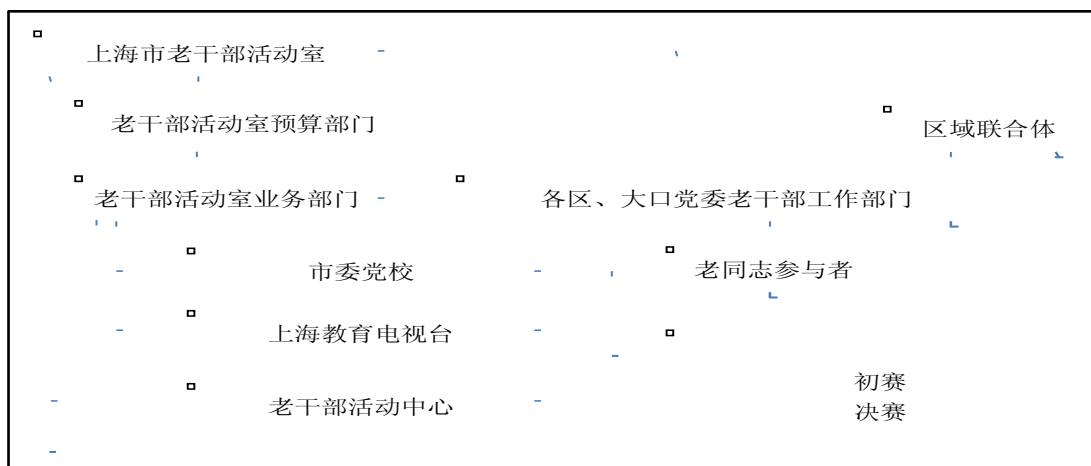 上海市老干部活动室
老干部活动室预算部门
区域联合体
老干部活动室业务部门
各区、大口党委老干部工作部门
市委党校
老同志参与者
上海教育电视台
初赛
老干部活动中心
决赛